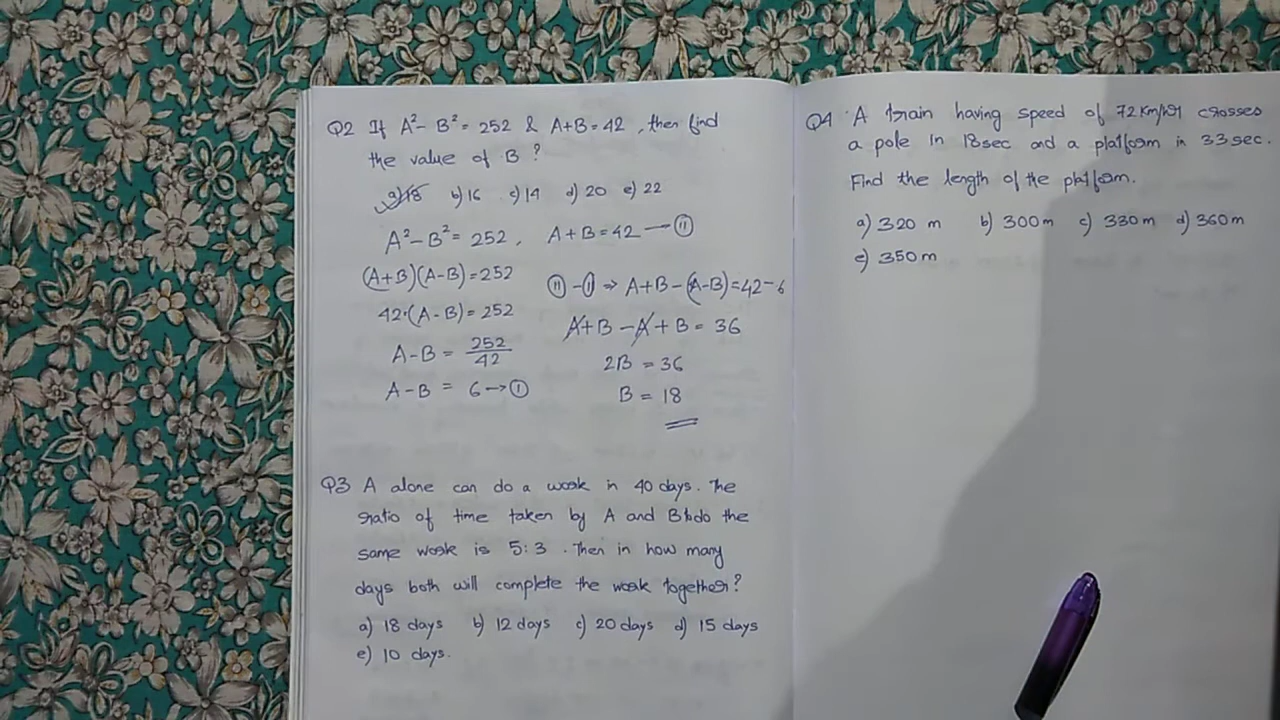 Q2 If A²- B² = 252 & A+B = 42 , then find
the value of B ?
a) 18 b) 16 c) 14 d) 20 e) 22
A² - B² = 252 , A + B = 42 → (II)
(A+B)(A-B) = 252
42·(A-B) = 252
A-B = 252/42
A-B = 6 → (I)
(II) - (I) ⇒ A+B-(A-B) = 42-6
A+B-A+B = 36
2B = 36
B = 18
Q3 A alone can do a work in 40 days. The
ratio of time taken by A and B to do the
same work is 5:3 . Then in how many
days both will complete the work together?
a) 18 days b) 12 days c) 20 days d) 15 days
e) 10 days.
Q4 A train having speed of 72 Km/hr crosses
a pole in 18 sec and a platform in 33 sec.
Find the length of the platform.
a) 320 m b) 300 m c) 330 m d) 360 m
e) 350 m